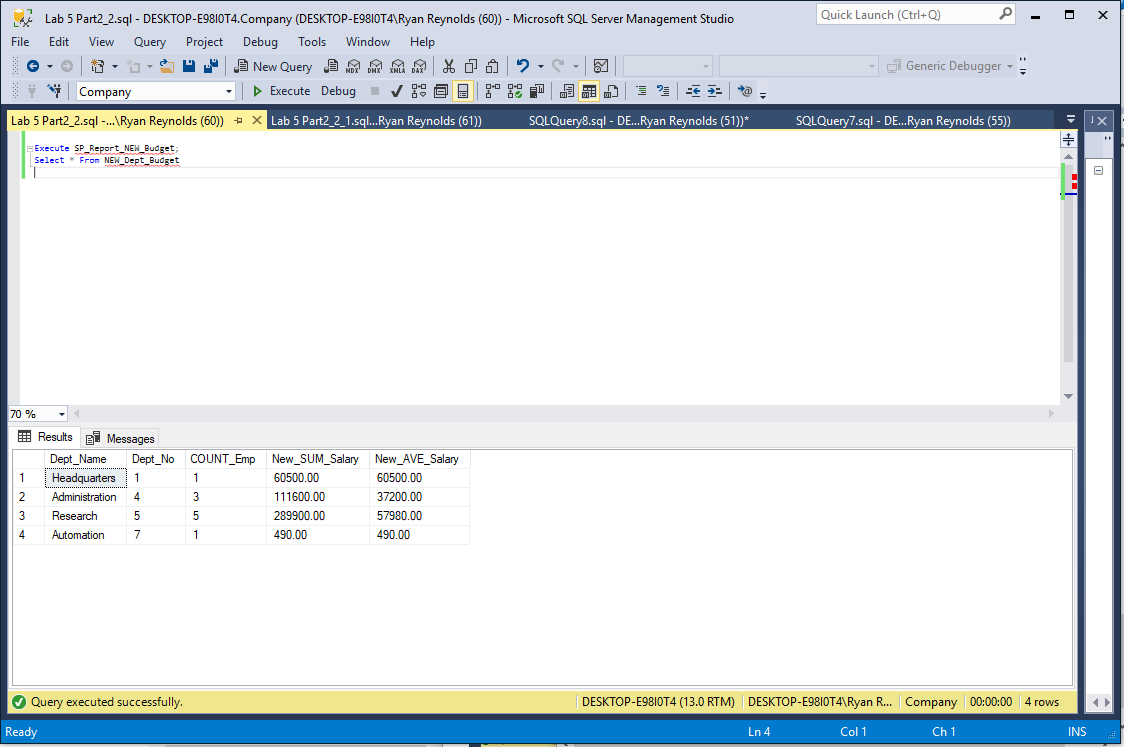 Lab 5 Part2_2.sql - DESKTOP-E98I0T4.Company (DESKTOP-E98I0T4\Ryan Reynolds (60)) - Microsoft SQL Server Management Studio
Quick Launch (Ctrl+Q)
File Edit View Query Project Debug Tools Window Help
New Query MDX DMX XMLA DAX Generic Debugger
Company Execute Debug
Lab 5 Part2_2.sql -...\Ryan Reynolds (60)) Lab 5 Part2_2_1.sql...Ryan Reynolds (61)) SQLQuery8.sql - DE...Ryan Reynolds (51))* SQLQuery7.sql - DE...Ryan Reynolds (55))
Execute SP_Report_NEW_Budget;
Select * From NEW_Dept_Budget
70 %
Results Messages
Dept_Name Dept_No COUNT_Emp New_SUM_Salary New_AVE_Salary
1 Headquarters 1 1 60500.00 60500.00
2 Administration 4 3 111600.00 37200.00
3 Research 5 5 289900.00 57980.00
4 Automation 7 1 490.00 490.00
Query executed successfully. DESKTOP-E98I0T4 (13.0 RTM) DESKTOP-E98I0T4\Ryan R... Company 00:00:00 4 rows
Ready Ln 4 Col 1 Ch 1 INS